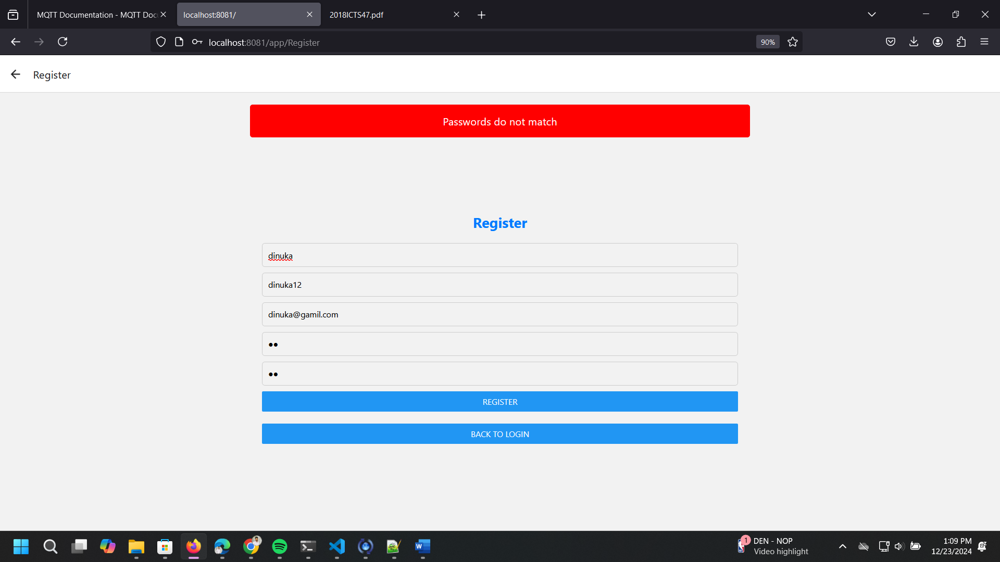 MQTT Documentation - MQTT Doc
localhost:8081/
2018ICTS47.pdf
localhost:8081/app/Register
90%
Register
Passwords do not match
Register
dinuka
dinuka12
dinuka@gamil.com
REGISTER
BACK TO LOGIN
1
DEN - NOP
Video highlight
1:09 PM
12/23/2024